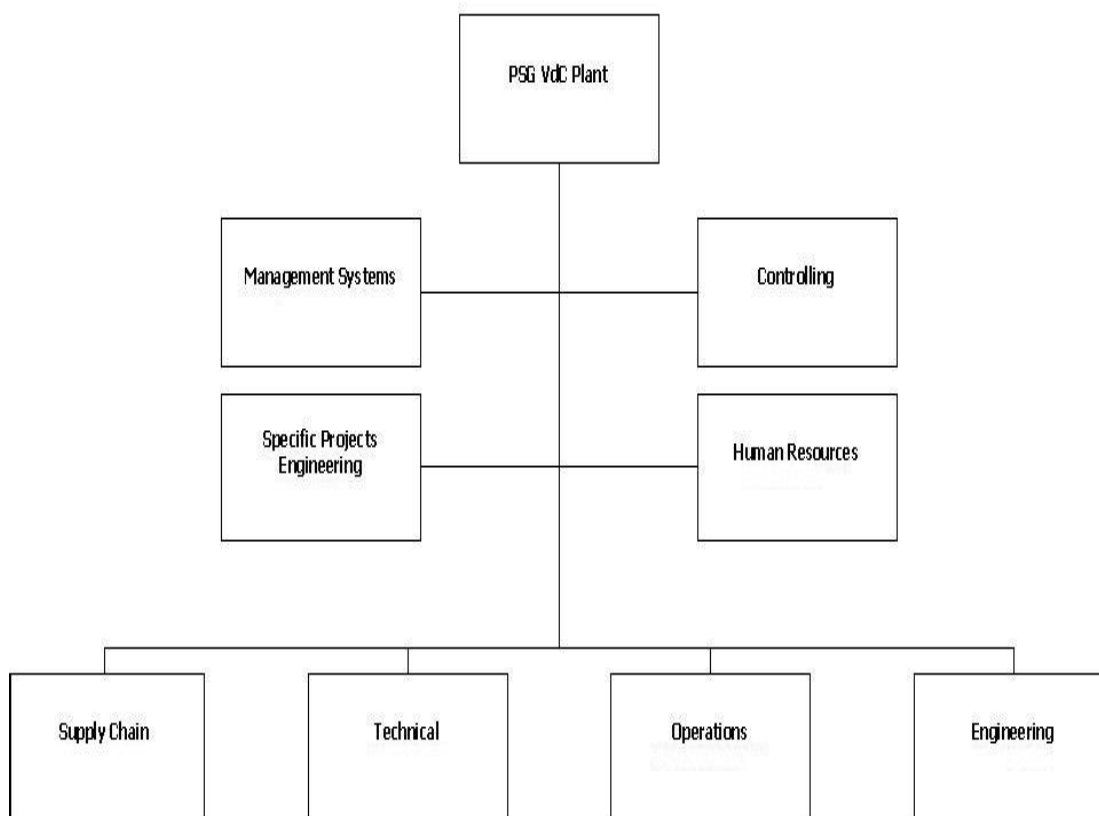 PSG VdC Plant
Management Systems
Controlling
Specific Projects
Engineering
Human Resources
Supply Chain
Technical
Operations
Engineering